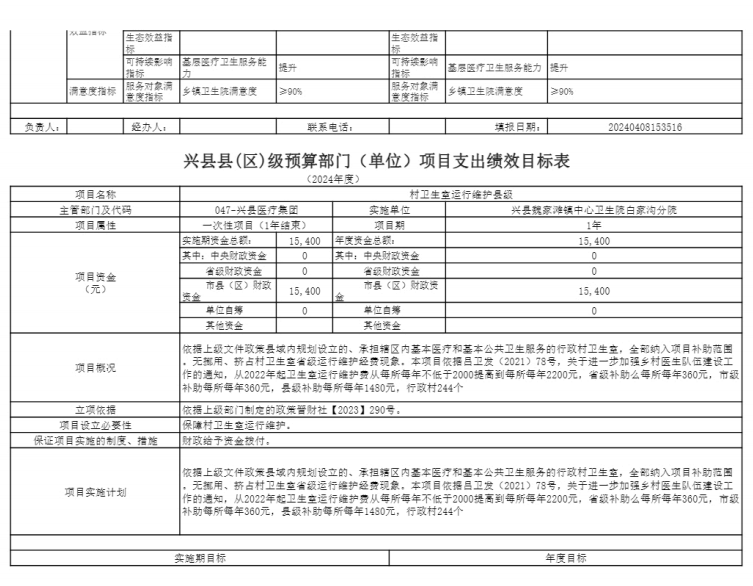 生态效益指标 生态效益指标
可持续影响指标 基层医疗卫生服务能力 提升 可持续影响指标 基层医疗卫生服务能力 提升
满意度指标 服务对象满意度指标 乡镇卫生院满意度 ≥90% 服务对象满意度指标 乡镇卫生院满意度 ≥90%
负责人: 经办人: 联系电话: 填报日期: 20240408153516
兴县县(区)级预算部门（单位）项目支出绩效目标表
（2024年度）
项目名称 村卫生室运行维护县级
主管部门及代码 047-兴县医疗集团 实施单位 兴县魏家滩镇中心卫生院白家沟分院
项目属性 一次性项目（1年结束） 项目期 1年
项目资金（元） 实施期资金总额: 15,400 年度资金总额: 15,400
其中: 中央财政资金 0 其中: 中央财政资金 0
省级财政资金 0 省级财政资金 0
市县（区）财政资金 15,400 市县（区）财政资金 15,400
单位自筹 0 单位自筹 0
其他资金 其他资金
项目概况 依据上级文件政策县域内规划设立的、承担辖区内基本医疗和基本公共卫生服务的行政村卫生室，全部纳入项目补助范围
。无挪用、挤占村卫生室省级运行维护经费现象。本项目依据吕卫发（2021）78号，关于进一步加强乡村医生队伍建设工
作的通知，从2022年起卫生室运行维护费从每所每年不低于2000提高到每所每年2200元，省级补助么每所每年360元，市级
补助每所每年360元，县级补助每所每年1480元，行政村244个
立项依据 依据上级部门制定的政策晋财社【2023】290号。
项目设立必要性 保障村卫生室运行维护。
保证项目实施的制度、措施 财政给予资金拨付。
项目实施计划 依据上级文件政策县域内规划设立的、承担辖区内基本医疗和基本公共卫生服务的行政村卫生室，全部纳入项目补助范围
。无挪用、挤占村卫生室省级运行维护经费现象。本项目依据吕卫发（2021）78号，关于进一步加强乡村医生队伍建设工
作的通知，从2022年起卫生室运行维护费从每所每年不低于2000提高到每所每年2200元，省级补助么每所每年360元，市级
补助每所每年360元，县级补助每所每年1480元，行政村244个
实施期目标 年度目标